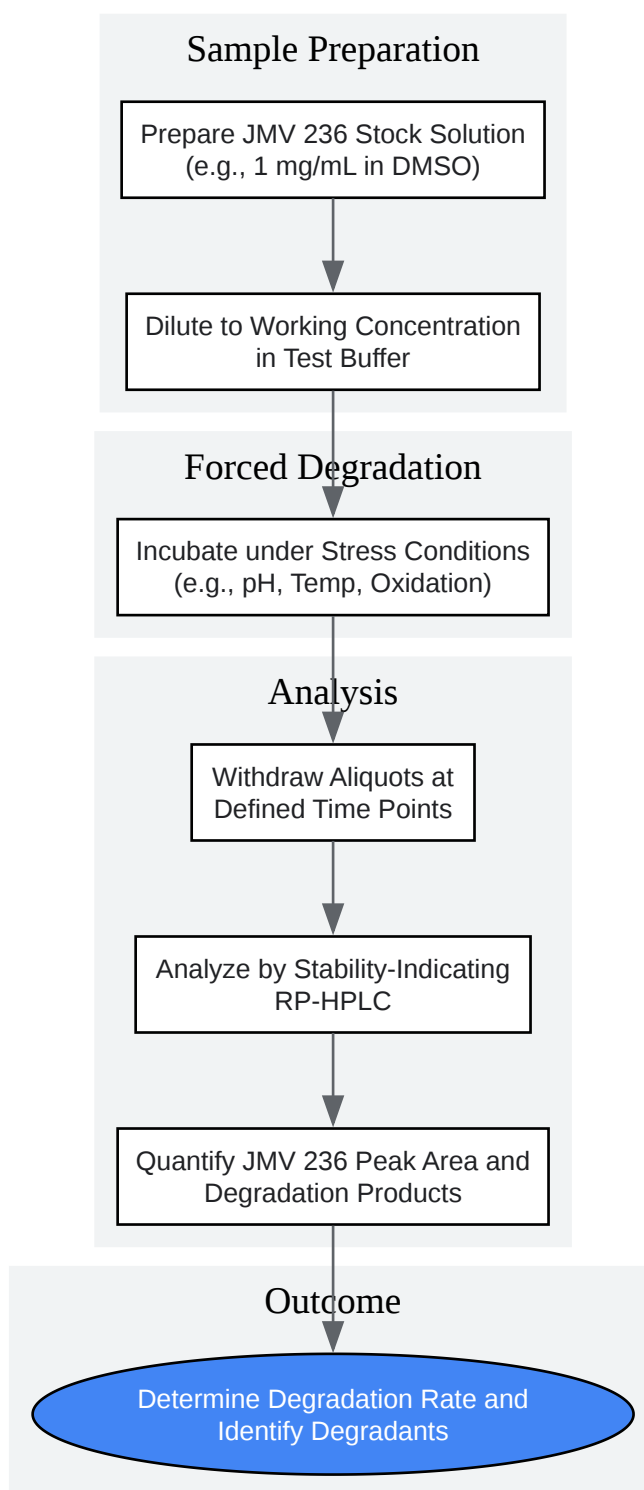 Sample Preparation
Prepare JMV 236 Stock Solution
(e.g., 1 mg/mL in DMSO)
Dilute to Working Concentration
in Test Buffer
Forced Degradation
Incubate under Stress Conditions
(e.g., pH, Temp, Oxidation)
Analysis
Withdraw Aliquots at
Defined Time Points
Analyze by Stability-Indicating
RP-HPLC
Quantify JMV 236 Peak Area and
Degradation Products
Outcome
Determine Degradation Rate and
Identify Degradants